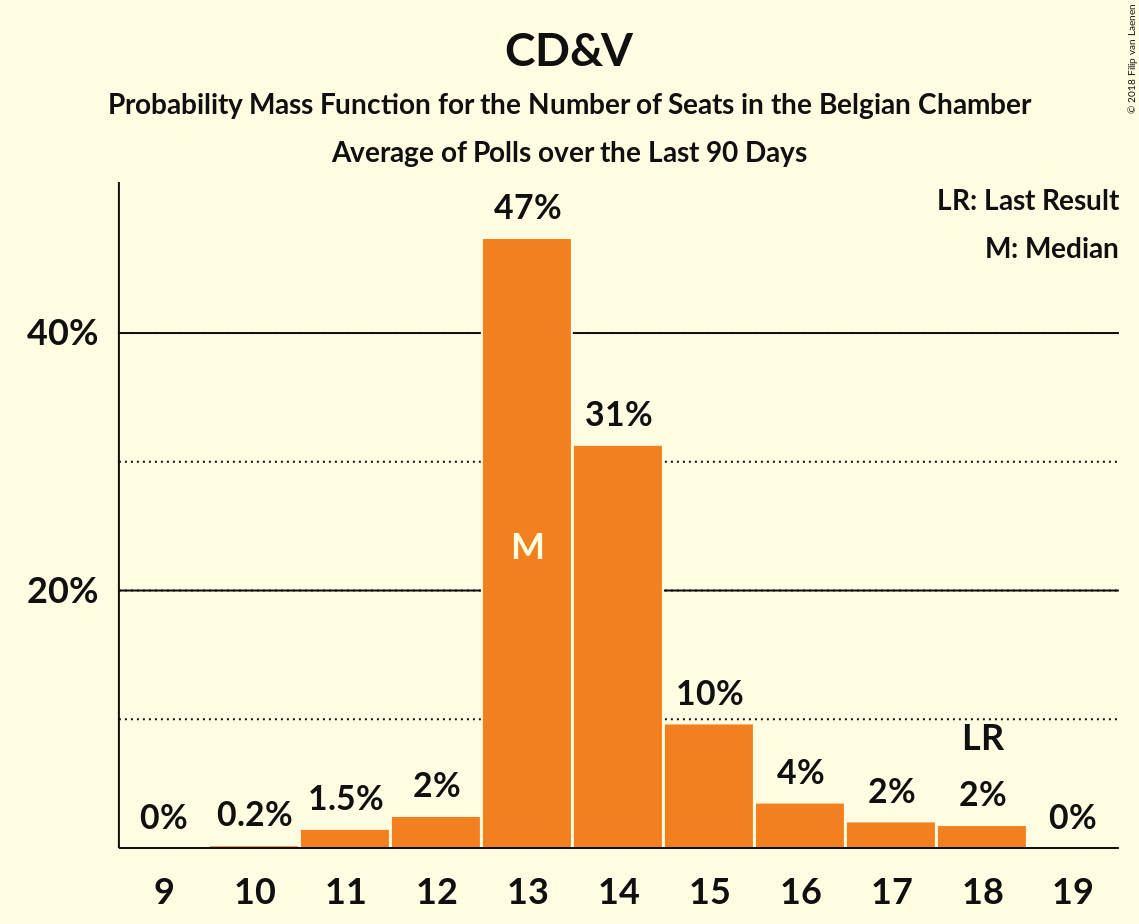 CD&V
Probability Mass Function for the Number of Seats in the Belgian Chamber
Average of Polls over the Last 90 Days
© 2018 Filip van Laenen
LR: Last Result
M: Median
40%
20%
0%
0.2%
1.5%
2%
47%
M
31%
10%
4%
2%
LR
2%
0%
9 10 11 12 13 14 15 16 17 18 19